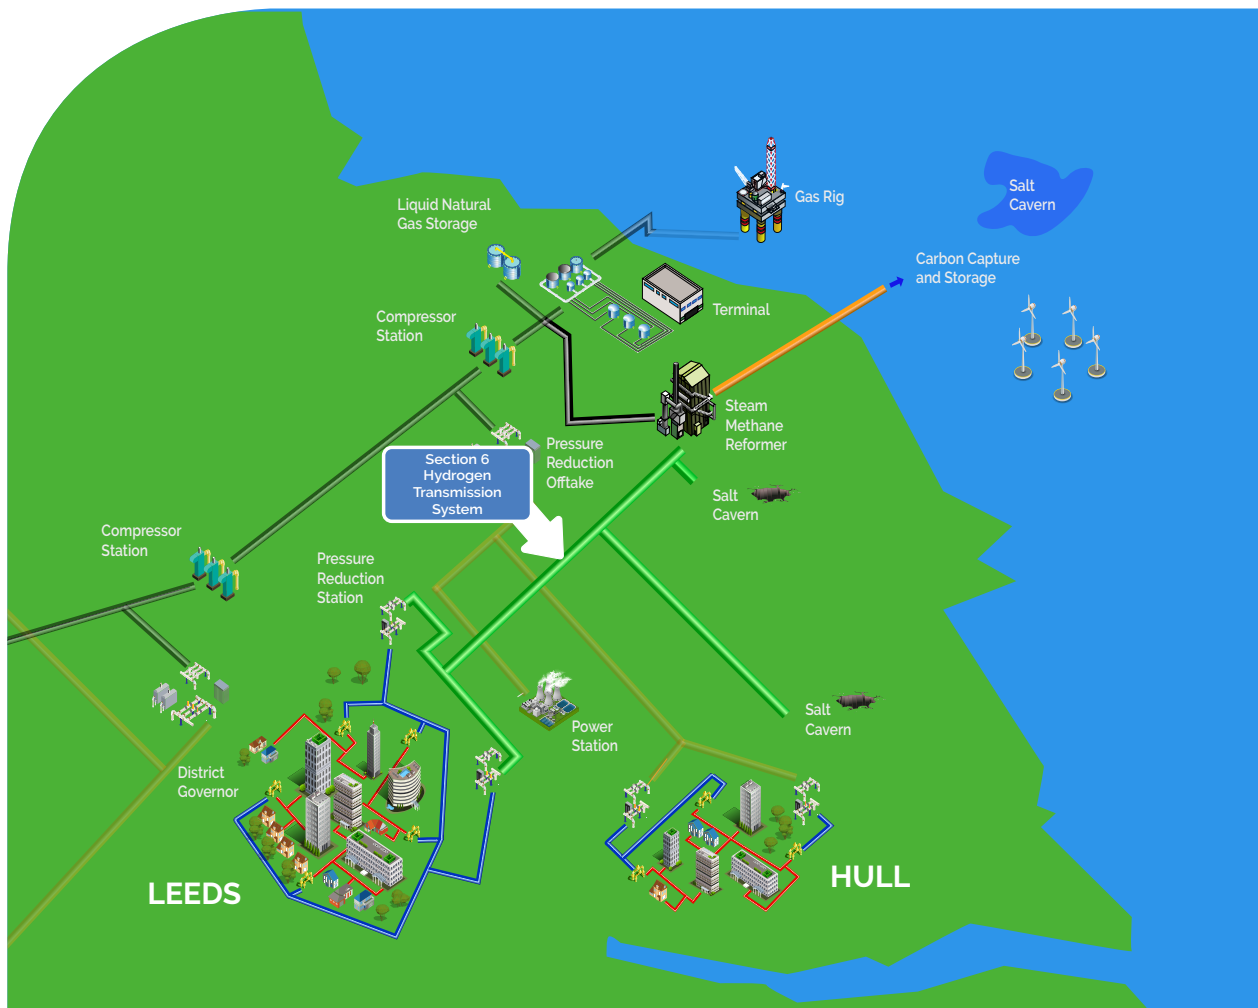 Salt
Cavern
Gas Rig
Liquid Natural
Gas Storage
Carbon Capture
and Storage
Terminal
Compressor
Station
Steam
Methane
Reformer
Pressure
Reduction
Offtake
Section 6
Hydrogen
Transmission
System
Salt
Cavern
Compressor
Station
Pressure
Reduction
Station
Salt
Cavern
Power
Station
District
Governor
LEEDS
HULL